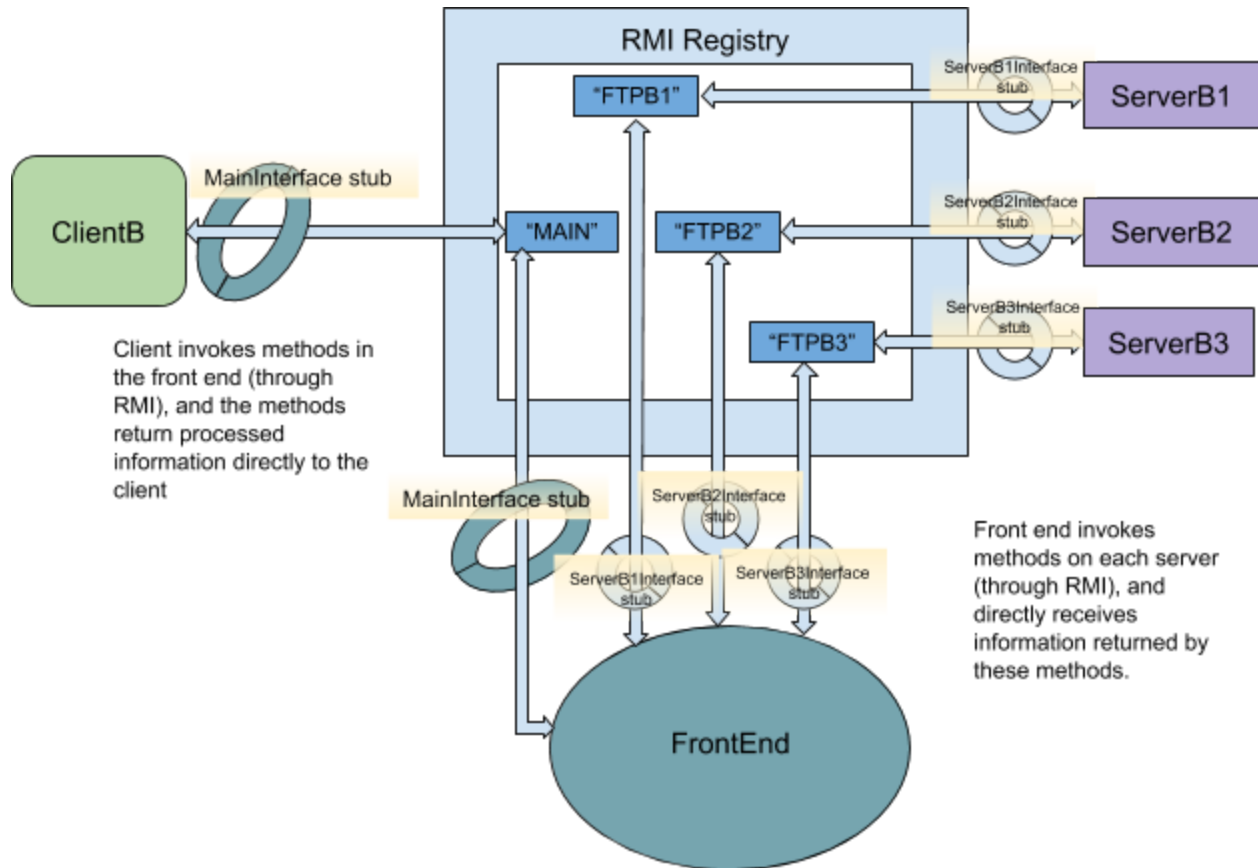 RMI Registry
ServerB1Interface
stub
“FTPB1”
ServerB1
MainInterface stub
ClientB
“MAIN”
“FTPB2”
ServerB2Interface
stub
ServerB2
ServerB3Interface
stub
“FTPB3”
ServerB3
Client invokes methods in
the front end (through
RMI), and the methods
return processed
information directly to the
client
MainInterface stub
ServerB2Interface
stub
ServerB1Interface
stub
ServerB3Interface
stub
Front end invokes
methods on each server
(through RMI), and
directly receives
information returned by
these methods.
FrontEnd